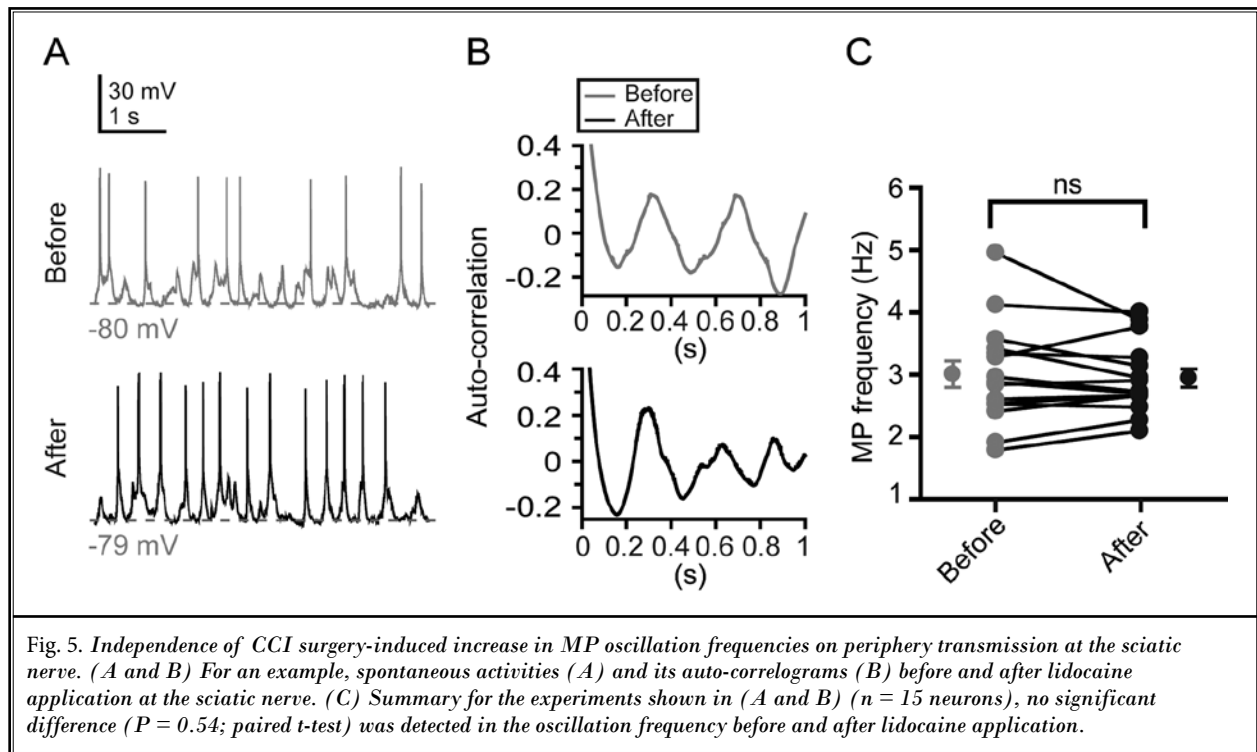 A
30 mV
1 s
Before
-80 mV
After
-79 mV
B
Before
After
Auto-correlation
0.4
0.2
0
-0.2
0 0.2 0.4 0.6 0.8 1
(s)
0.4
0.2
0
-0.2
0 0.2 0.4 0.6 0.8 1
(s)
C
ns
MP frequency (Hz)
6
5
4
3
2
1
Before
After
Fig. 5. Independence of CCI surgery-induced increase in MP oscillation frequencies on periphery transmission at the sciatic
nerve. (A and B) For an example, spontaneous activities (A) and its auto-correlograms (B) before and after lidocaine
application at the sciatic nerve. (C) Summary for the experiments shown in (A and B) (n = 15 neurons), no significant
difference (P = 0.54; paired t-test) was detected in the oscillation frequency before and after lidocaine application.